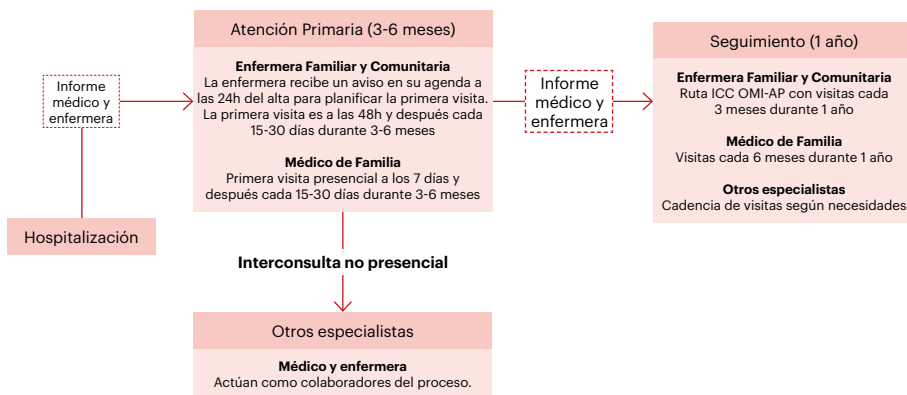 Hospitalización
Informe
médico y
enfermera
Atención Primaria (3-6 meses)
Enfermera Familiar y Comunitaria
La enfermera recibe un aviso en su agenda a
las 24h del alta para planificar la primera visita.
La primera visita es a las 48h y después cada
15-30 días durante 3-6 meses
Médico de Familia
Primera visita presencial a los 7 días y
después cada 15-30 días durante 3-6 meses
Interconsulta no presencial
Otros especialistas
Médico y enfermera
Actúan como colaboradores del proceso.
Informe
médico y
enfermera
Seguimiento (1 año)
Enfermera Familiar y Comunitaria
Ruta ICC OMI-AP con visitas cada
3 meses durante 1 año
Médico de Familia
Visitas cada 6 meses durante 1 año
Otros especialistas
Cadencia de visitas según necesidades